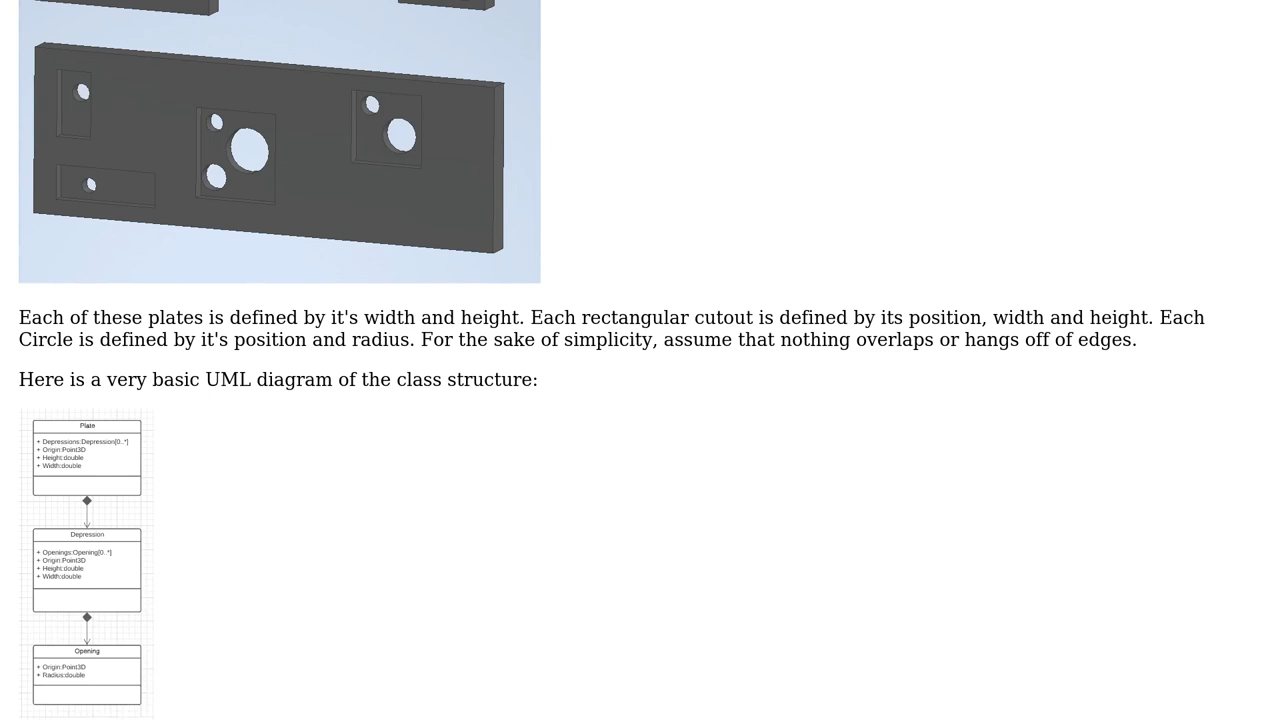 Each of these plates is defined by it's width and height. Each rectangular cutout is defined by its position, width and height. Each
Circle is defined by it's position and radius. For the sake of simplicity, assume that nothing overlaps or hangs off of edges.
Here is a very basic UML diagram of the class structure:
Plate
+ Depressions:Depression[0..*]
+ Origin:Point3D
+ Height:double
+ Width:double
Depression
+ Openings:Opening[0..*]
+ Origin:Point3D
+ Height:double
+ Width:double
Opening
+ Origin:Point3D
+ Radius:double